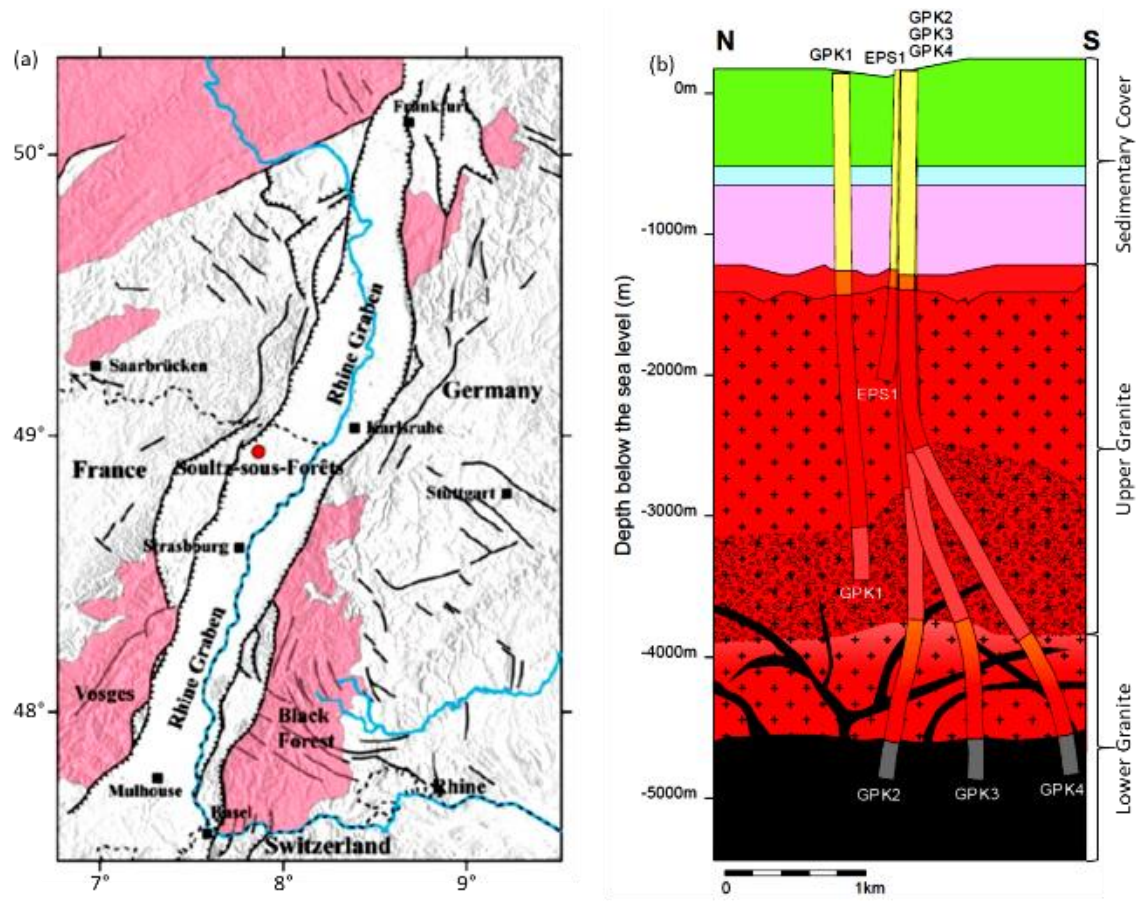 (a)
50°
49°
48°
7°
8°
9°
Frankfurt
Saarbrücken
Rhine Graben
Germany
Karlsruhe
France
Soultz-sous-Forêts
Stuttgart
Strasbourg
Rhine Graben
Vosges
Black
Forest
Mulhouse
Rhine
Basel
Switzerland
(b)
N
GPK1
EPS1
GPK2
GPK3
GPK4
S
0m
-1000m
-2000m
-3000m
-4000m
-5000m
Depth below the sea level (m)
EPS1
GPK1
GPK2
GPK3
GPK4
Sedimentary Cover
Upper Granite
Lower Granite
0
1km